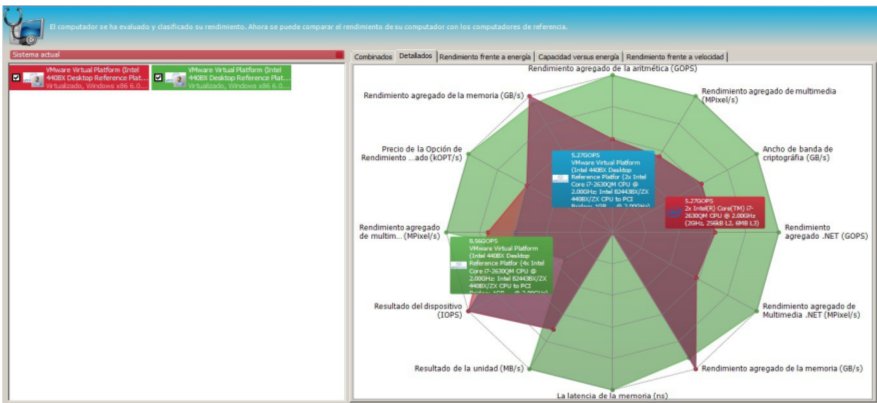 El computador se ha evaluado y clasificado su rendimiento. Ahora se puede comparar el rendimiento de su computador con los computadores de referencia.
Sistema actual
VMware Virtual Platform (Intel
440BX Desktop Reference Plat...
Virtualizado, Windows x86 6.0...
VMware Virtual Platform (Intel
440BX Desktop Reference Plat...
Virtualizado, Windows x86 6.0...
Combinados
Detallados
Rendimiento frente a energía
Capacidad versus energía
Rendimiento frente a velocidad
Rendimiento agregado de la aritmética (GOPS)
Rendimiento agregado de la memoria (GB/s)
Rendimiento agregado de multimedia
(MPixel/s)
Precio de la Opción de
Rendimiento ...ado (kOPT/s)
Ancho de banda de
criptográfia (GB/s)
5,27GOPS
VMware Virtual Platform
(Intel 440BX Desktop
Reference Platfor (2x Intel
Core i7-2630QM CPU @
2.00GHz; Intel 82443BX/ZX
440BX/ZX CPU to PCI
5,27GOPS
2x Intel(R) Core(TM) i7-
2630QM CPU @ 2.00GHz
(2GHz, 256kB L2, 6MB L3)
Rendimiento agregado
de multim... (MPixel/s)
Rendimiento
agregado .NET (GOPS)
8,56GOPS
VMware Virtual Platform
(Intel 440BX Desktop
Reference Platfor (4x Intel
Core i7-2630QM CPU @
2.00GHz; Intel 82443BX/ZX
440BX/ZX CPU to PCI
Resultado del dispositivo
(IOPS)
Rendimiento agregado de
Multimedia .NET (MPixel/s)
Resultado de la unidad (MB/s)
Rendimiento agregado de la memoria (GB/s)
La latencia de la memoria (ns)